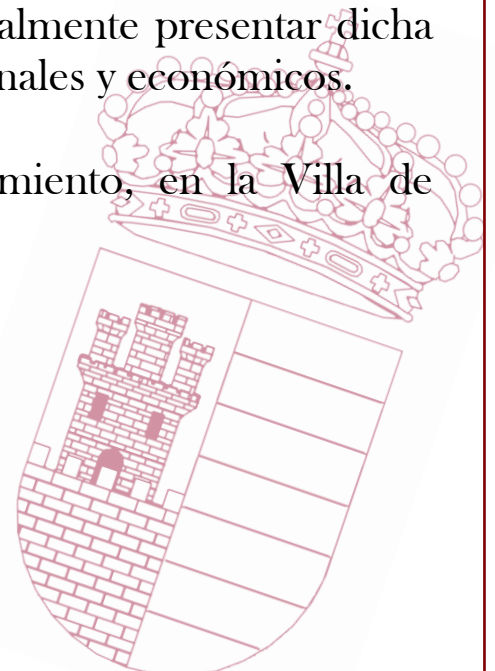 almente presentar dicha
nales y económicos.
miento, en la Villa de